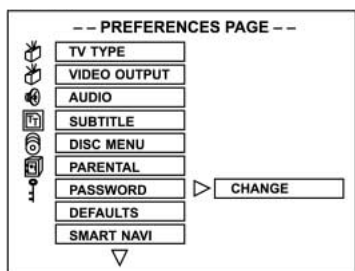 -- PREFERENCES PAGE --
TV TYPE
VIDEO OUTPUT
AUDIO
SUBTITLE
DISC MENU
PARENTAL
PASSWORD
CHANGE
DEFAULTS
SMART NAVI